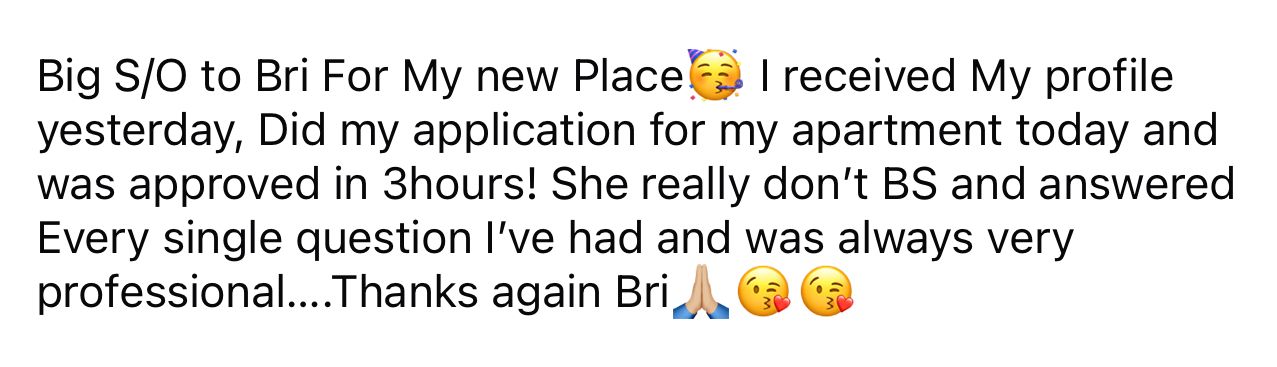 Big S/O to Bri For My new Place🥳 I received My profile
yesterday, Did my application for my apartment today and
was approved in 3hours! She really don’t BS and answered
Every single question I’ve had and was always very
professional....Thanks again Bri🙏🏼😘😘